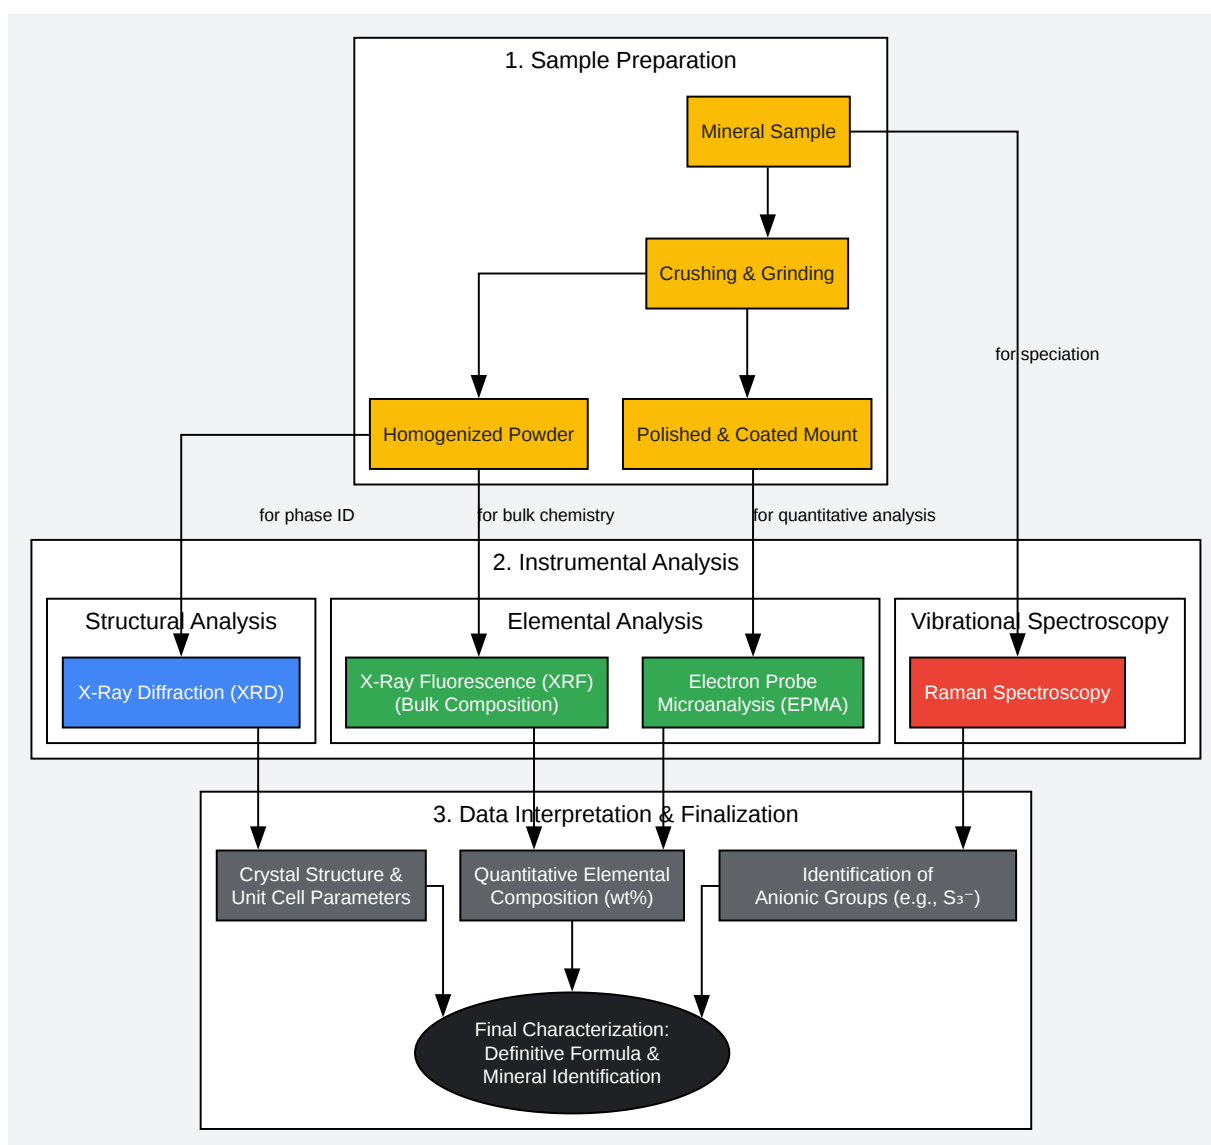 1. Sample Preparation
Mineral Sample
Crushing & Grinding
for speciation
Homogenized Powder
Polished & Coated Mount
for phase ID
for bulk chemistry
for quantitative analysis
2. Instrumental Analysis
Structural Analysis
Elemental Analysis
Vibrational Spectroscopy
X-Ray Diffraction (XRD)
X-Ray Fluorescence (XRF)
(Bulk Composition)
Electron Probe
Microanalysis (EPMA)
Raman Spectroscopy
3. Data Interpretation & Finalization
Crystal Structure &
Unit Cell Parameters
Quantitative Elemental
Composition (wt%)
Identification of
Anionic Groups (e.g., S₃⁻)
Final Characterization:
Definitive Formula &
Mineral Identification